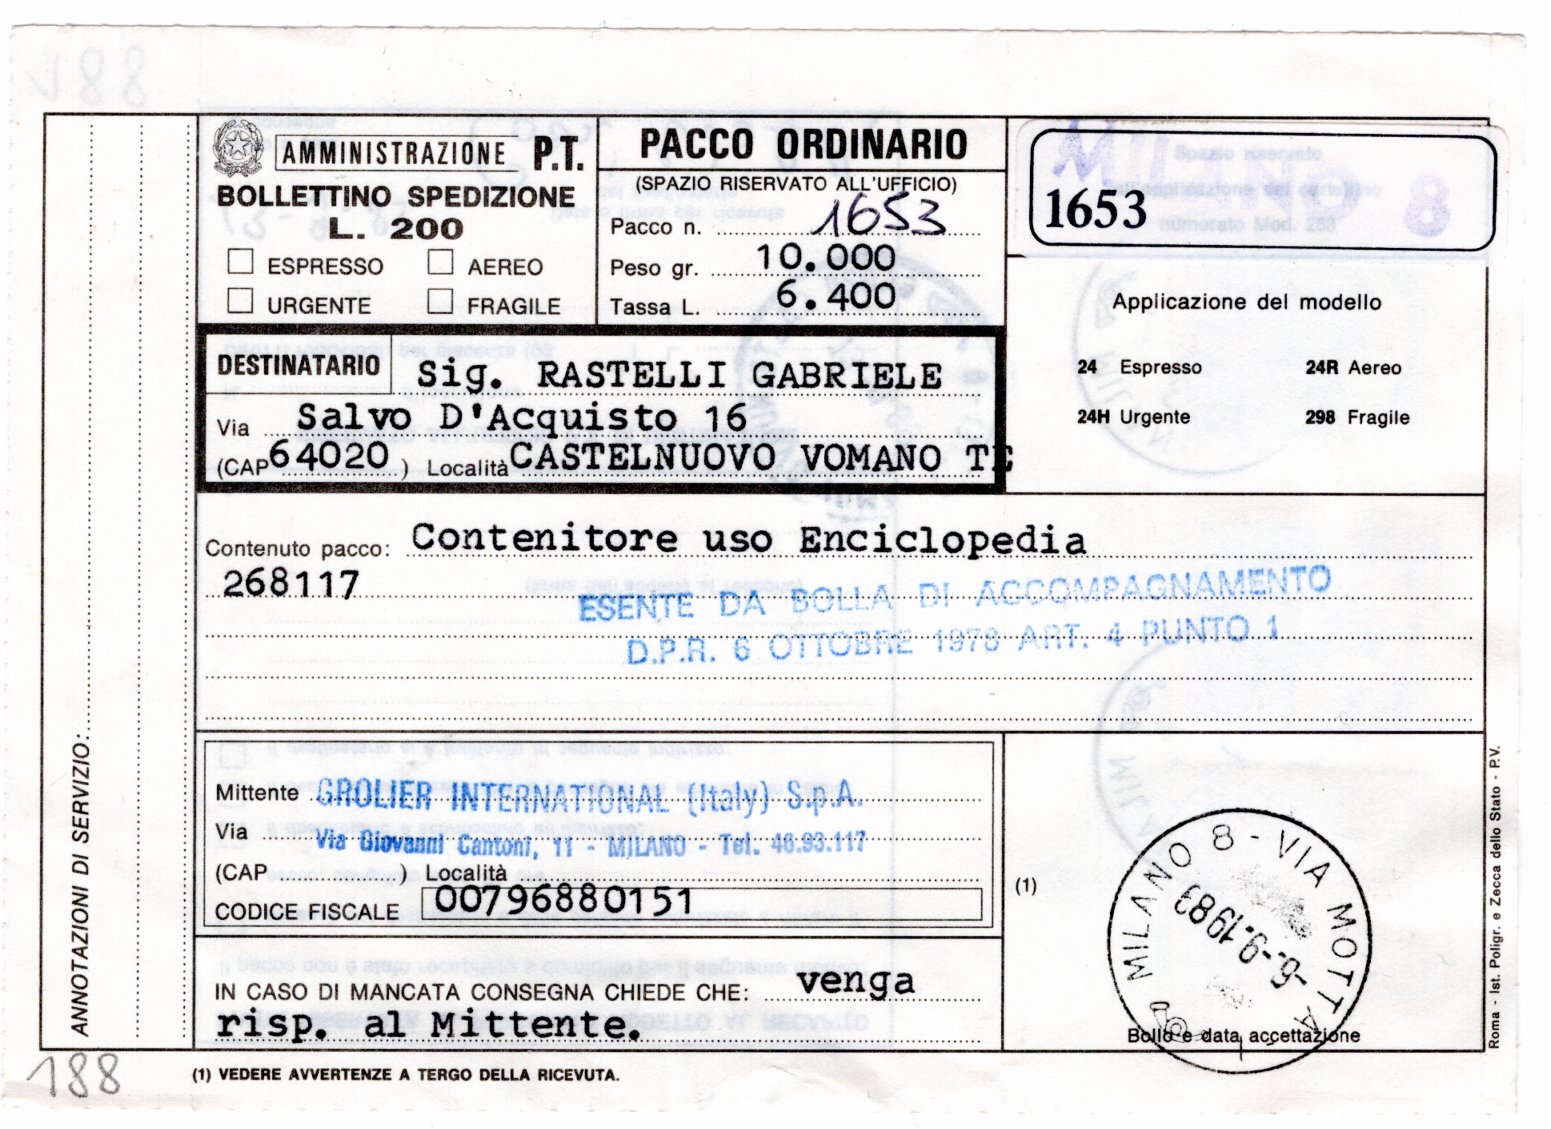 188
AMMINISTRAZIONE P.T.
BOLLETTINO SPEDIZIONE
L. 200
ESPRESSO AEREO
URGENTE FRAGILE
PACCO ORDINARIO
(SPAZIO RISERVATO ALL'UFFICIO)
Pacco n. 1653
Peso gr. 10.000
Tassa L. 6.400
MILANO 8
1653
Applicazione del modello
24 Espresso 24R Aereo
24H Urgente 298 Fragile
DESTINATARIO Sig. RASTELLI GABRIELE
Via Salvo D'Acquisto 16
(CAP 64020) Località CASTELNUOVO VOMANO TE
Contenuto pacco: Contenitore uso Enciclopedia
268117
ESENTE DA BOLLA DI ACCOMPAGNAMENTO
D.P.R. 6 OTTOBRE 1978 ART. 4 PUNTO 1
Mittente GROLIER INTERNATIONAL (Italy) S.p.A.
Via Via Giovanni Cantoni, 11 - MILANO - Tel. 46.93.117
(CAP ) Località
CODICE FISCALE 00796880151
IN CASO DI MANCATA CONSEGNA CHIEDE CHE: venga
risp. al Mittente.
(1)
MILANO 8 - VIA MOTTA
-6.-9.1983
Bollo e data accettazione
ANNOTAZIONI DI SERVIZIO:
Roma - Ist. Poligr. e Zecca dello Stato - P.V.
188
(1) VEDERE AVVERTENZE A TERGO DELLA RICEVUTA.